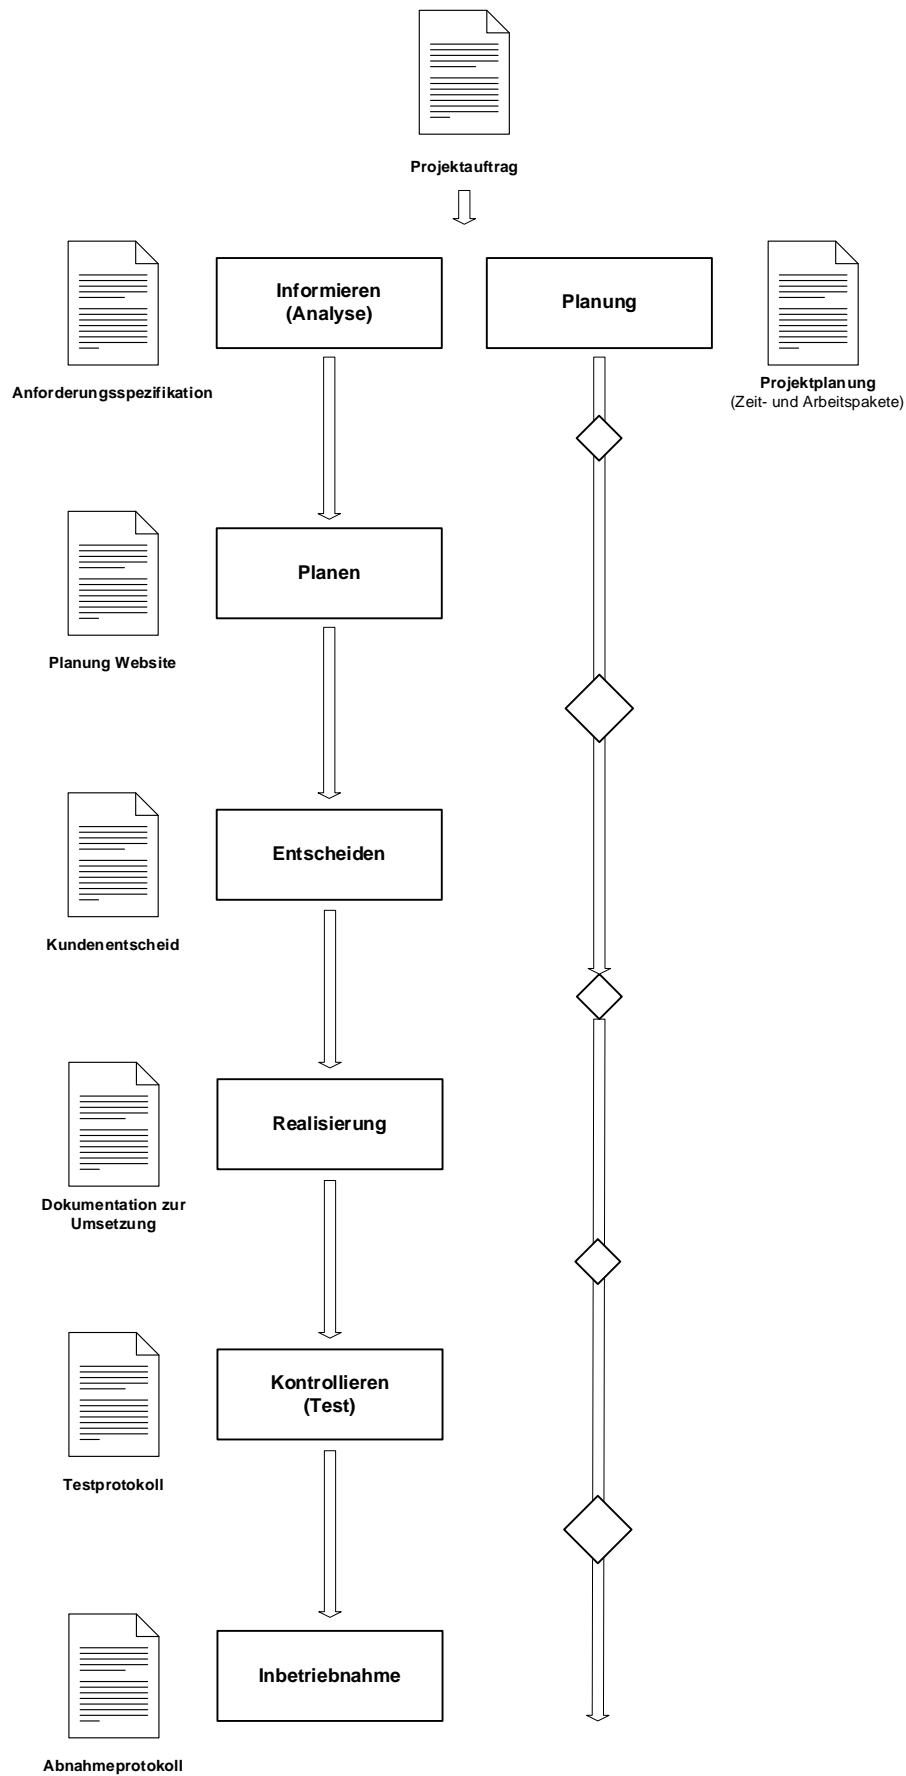 Projektauftrag
Informieren
(Analyse)
Planung
Anforderungsspezifikation
Projektplanung
(Zeit- und Arbeitspakete)
Planen
Planung Website
Entscheiden
Kundenentscheid
Realisierung
Dokumentation zur
Umsetzung
Kontrollieren
(Test)
Testprotokoll
Inbetriebnahme
Abnahmeprotokoll